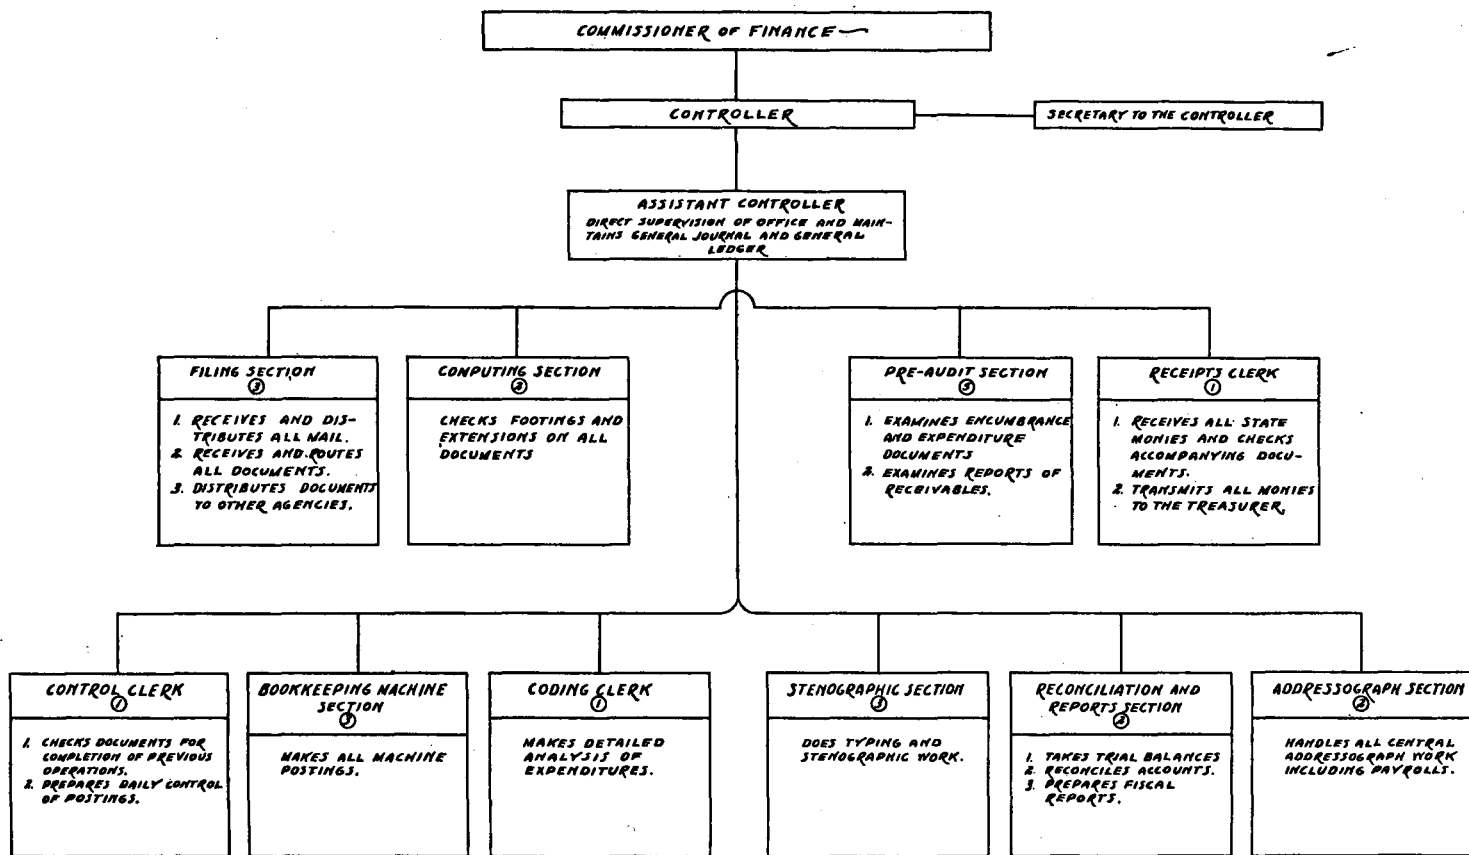 COMMISSIONER OF FINANCE
CONTROLLER
SECRETARY TO THE CONTROLLER
ASSISTANT CONTROLLER
DIRECT SUPERVISION OF OFFICE AND MAIN-
TAINS GENERAL JOURNAL AND GENERAL
LEDGER
FILING SECTION
3
1. RECEIVES AND DIS-
TRIBUTES ALL MAIL.
2. RECEIVES AND ROUTES
ALL DOCUMENTS.
3. DISTRIBUTES DOCUMENTS
TO OTHER AGENCIES.
COMPUTING SECTION
2
CHECKS FOOTINGS AND
EXTENSIONS ON ALL
DOCUMENTS
PRE-AUDIT SECTION
5
1. EXAMINES ENCUMBRANCE
AND EXPENDITURE
DOCUMENTS
2. EXAMINES REPORTS OF
RECEIVABLES.
RECEIPTS CLERK
1
1. RECEIVES ALL STATE
MONIES AND CHECKS
ACCOMPANYING DOCU-
MENTS.
2. TRANSMITS ALL MONIES
TO THE TREASURER.
CONTROL CLERK
1
1. CHECKS DOCUMENTS FOR
COMPLETION OF PREVIOUS
OPERATIONS.
2. PREPARES DAILY CONTROL
OF POSTINGS.
BOOKKEEPING MACHINE
SECTION
3
MAKES ALL MACHINE
POSTINGS.
CODING CLERK
1
MAKES DETAILED
ANALYSIS OF
EXPENDITURES.
STENOGRAPHIC SECTION
3
DOES TYPING AND
STENOGRAPHIC WORK.
RECONCILIATION AND
REPORTS SECTION
1. TAKES TRIAL BALANCES
2. RECONCILES ACCOUNTS.
3. PREPARES FISCAL
REPORTS.
ADDRESSOGRAPH SECTION
2
HANDLES ALL CENTRAL
ADDRESSOGRAPH WORK
INCLUDING PAYROLLS.